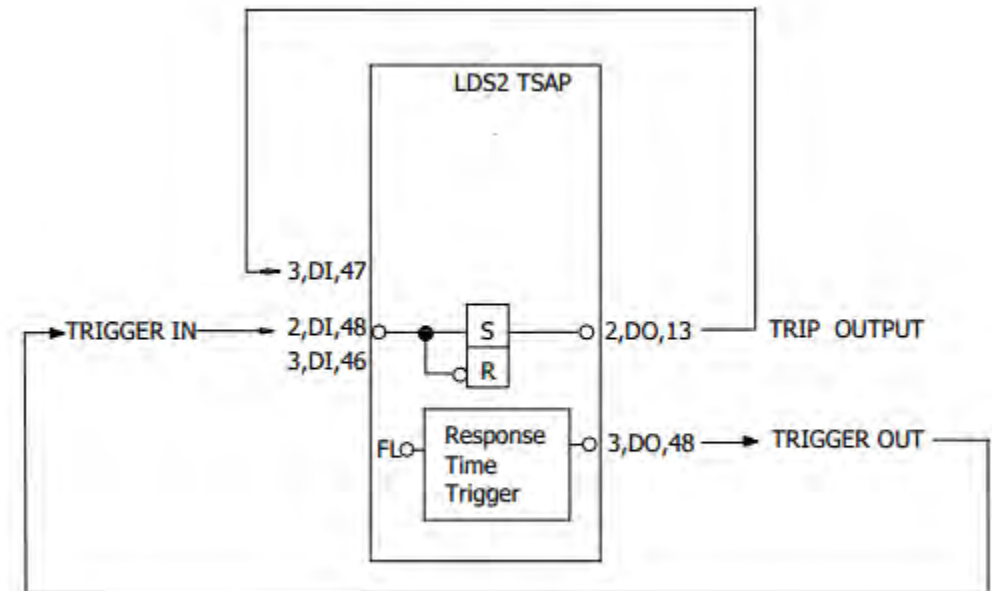 LDS2 TSAP
3,DI,47
TRIGGER IN
2,DI,48
3,DI,46
S
R
2,DO,13
TRIP OUTPUT
FL
Response
Time
Trigger
3,DO,48
TRIGGER OUT